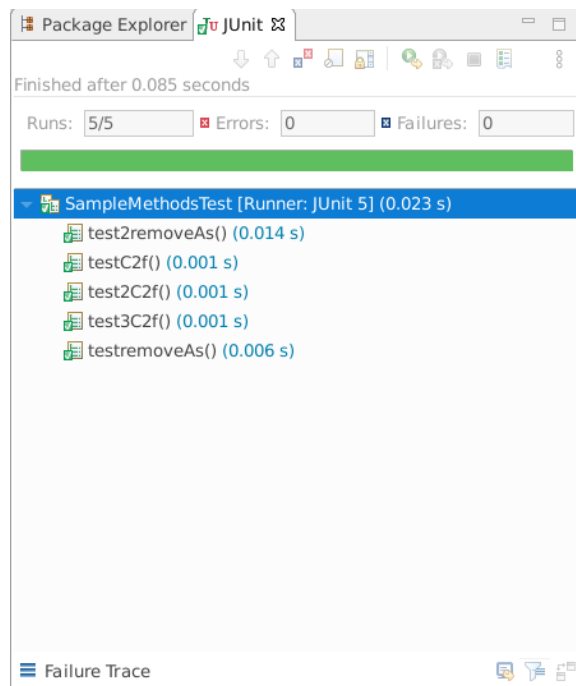 Package Explorer JUnit
Finished after 0.085 seconds
Runs: 5/5 Errors: 0 Failures: 0
SampleMethodsTest [Runner: JUnit 5] (0.023 s)
test2removeAs() (0.014 s)
testC2f() (0.001 s)
test2C2f() (0.001 s)
test3C2f() (0.001 s)
testremoveAs() (0.006 s)
Failure Trace